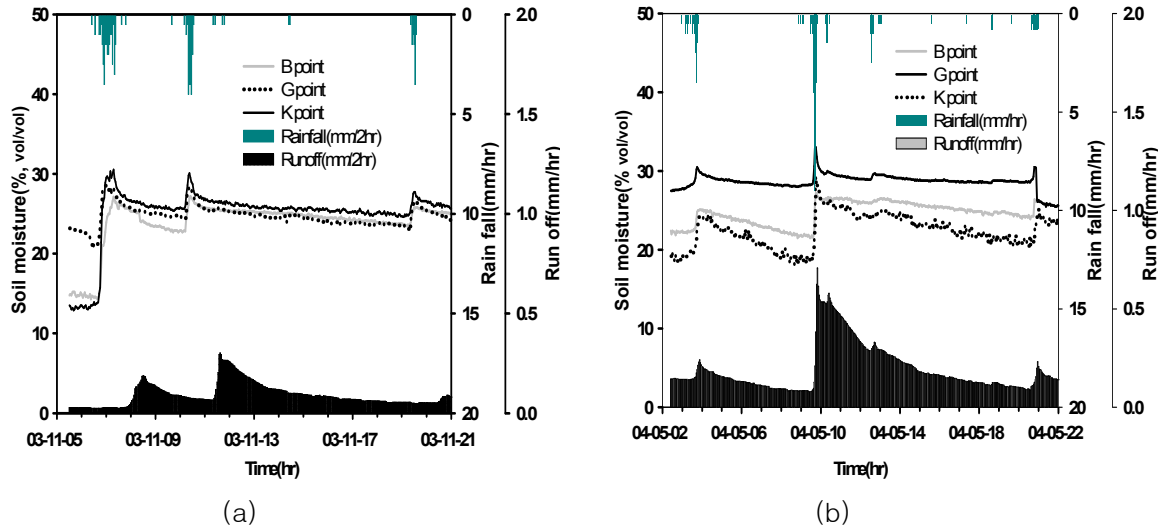 50
40
30
20
10
0
Soil moisture(%, vol/vol)
B point
G point
K point
Rainfall(mm/2hr)
Runoff(mm/2hr)
0
5
10
15
20
Rain fall(mm/hr)
2.0
1.5
1.0
0.5
0.0
Run off(mm/hr)
03-11-05
03-11-09
03-11-13
03-11-17
03-11-21
Time(hr)
(a)
50
40
30
20
10
0
Soil moisture(% vol/vol)
B point
G point
K point
Rainfall(mm/hr)
Runoff(mm/hr)
0
5
10
15
20
Rain fall(mm/hr)
2.0
1.5
1.0
0.5
0.0
Run off(mm/hr)
04-05-02
04-05-06
04-05-10
04-05-14
04-05-18
04-05-22
Time(hr)
(b)